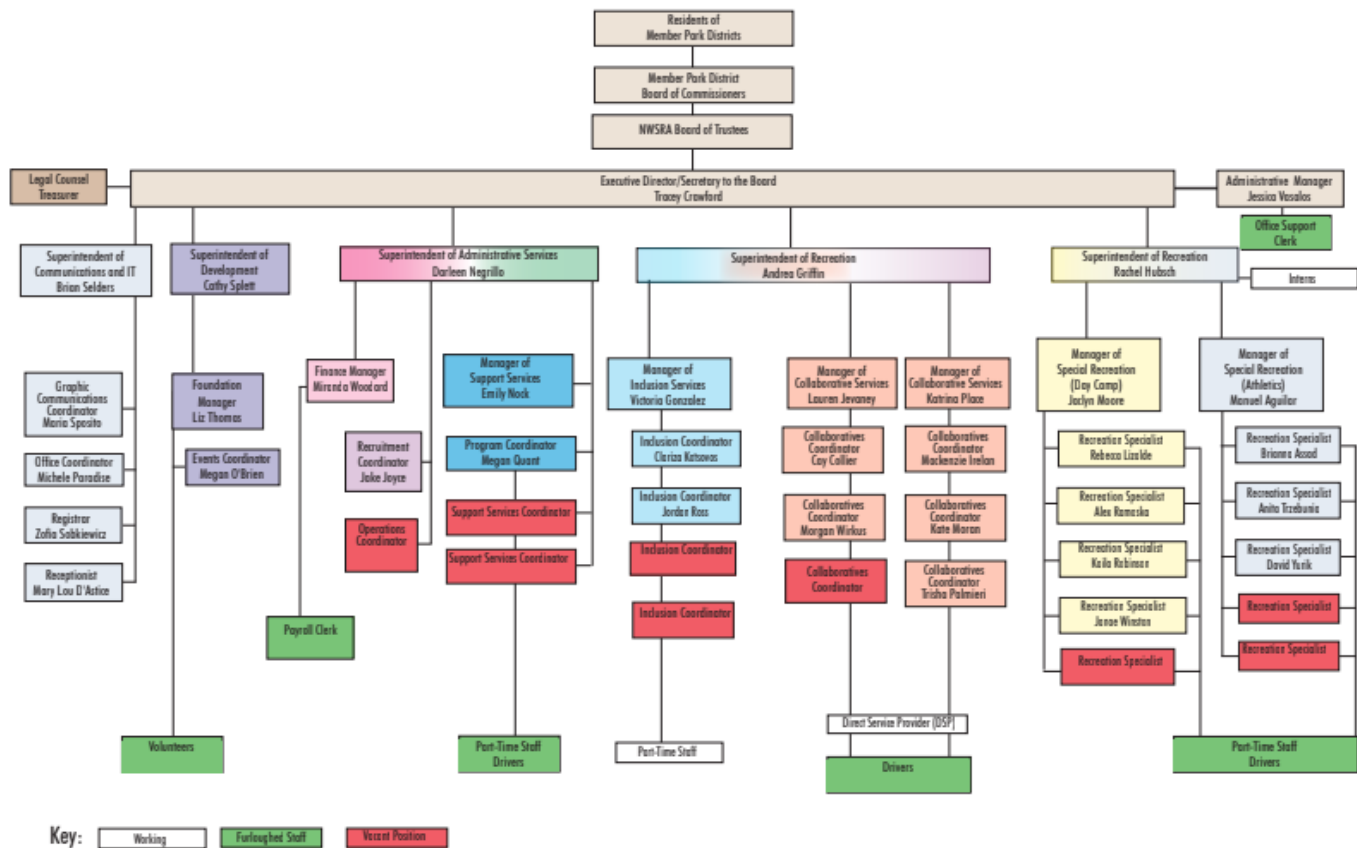 Residents of
Member Park Districts
Member Park District
Board of Commissioners
NWSRA Board of Trustees
Legal Counsel
Treasurer
Executive Director/Secretary to the Board
Tracey Crawford
Administrative Manager
Jessica Vasalos
Office Support
Clerk
Superintendent of
Communications and IT
Brian Selders
Superintendent of
Development
Cathy Splett
Superintendent of Administrative Services
Darleen Negrillo
Superintendent of Recreation
Andrea Griffin
Superintendent of Recreation
Rachel Hubsch
Interns
Graphic
Communications
Coordinator
Maria Sposito
Office Coordinator
Michele Paradise
Registrar
Zofia Sabkiewicz
Receptionist
Mary Lou D'Astice
Foundation
Manager
Liz Thomas
Events Coordinator
Megan O'Brien
Volunteers
Finance Manager
Miranda Woodard
Recruitment
Coordinator
Jake Joyce
Operations
Coordinator
Payroll Clerk
Manager of
Support Services
Emily Nock
Program Coordinator
Megan Quant
Support Services Coordinator
Support Services Coordinator
Part-Time Staff
Drivers
Manager of
Inclusion Services
Victoria Gonzalez
Inclusion Coordinator
Clariza Katsovos
Inclusion Coordinator
Jordan Ross
Inclusion Coordinator
Inclusion Coordinator
Part-Time Staff
Manager of
Collaborative Services
Lauren Jevaney
Collaboratives
Coordinator
Cay Collier
Collaboratives
Coordinator
Morgan Wirkus
Collaboratives
Coordinator
Manager of
Collaborative Services
Katrina Place
Collaboratives
Coordinator
Mackenzie Irelan
Collaboratives
Coordinator
Kate Moran
Collaboratives
Coordinator
Trisha Palmieri
Direct Service Provider (DSP)
Drivers
Manager of
Special Recreation
(Day Camp)
Jaclyn Moore
Recreation Specialist
Rebecca Lizalde
Recreation Specialist
Alex Ramaska
Recreation Specialist
Kaila Robinson
Recreation Specialist
Janae Winston
Recreation Specialist
Manager of
Special Recreation
(Athletics)
Manuel Aguilar
Recreation Specialist
Brianna Assad
Recreation Specialist
Anita Trzebunia
Recreation Specialist
David Yurik
Recreation Specialist
Recreation Specialist
Part-Time Staff
Drivers
Key:
Working
Furloughed Staff
Vacant Position